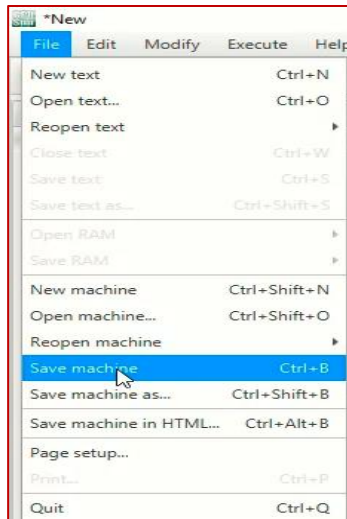 *New
File Edit Modify Execute Help
New text Ctrl+N
Open text... Ctrl+O
Reopen text
Close text Ctrl+W
Save text Ctrl+S
Save text as... Ctrl+Shift+S
Open RAM
Save RAM
New machine Ctrl+Shift+N
Open machine... Ctrl+Shift+O
Reopen machine
Save machine Ctrl+B
Save machine as... Ctrl+Shift+B
Save machine in HTML... Ctrl+Alt+B
Page setup...
Print... Ctrl+P
Quit Ctrl+Q